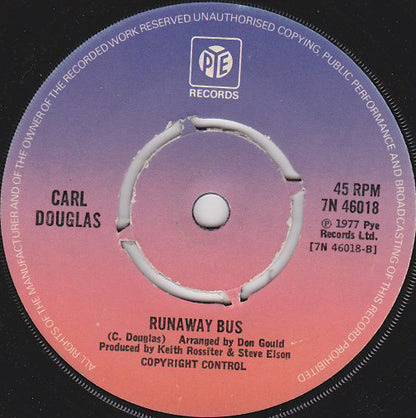 ALL RIGHTS OF THE MANUFACTURER AND OF THE OWNER OF THE RECORDED WORK RESERVED UNAUTHORISED COPYING PUBLIC PERFORMANCE AND BROADCASTING OF THIS RECORD PROHIBITED
PYE
RECORDS
CARL
DOUGLAS
45 RPM
7N 46018
Ⓟ 1977 Pye
Records Ltd.
[7N 46018-B]
RUNAWAY BUS
(C. Douglas) Arranged by Don Gould
Produced by Keith Rossiter & Steve Elson
COPYRIGHT CONTROL